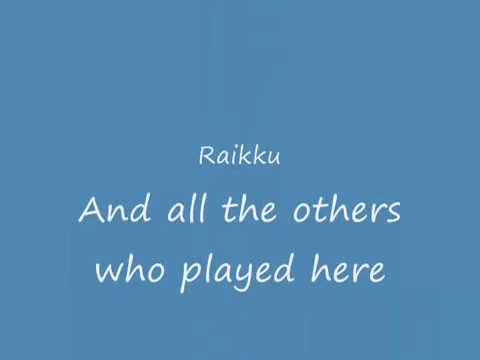 Raikku
And all the others
who played here